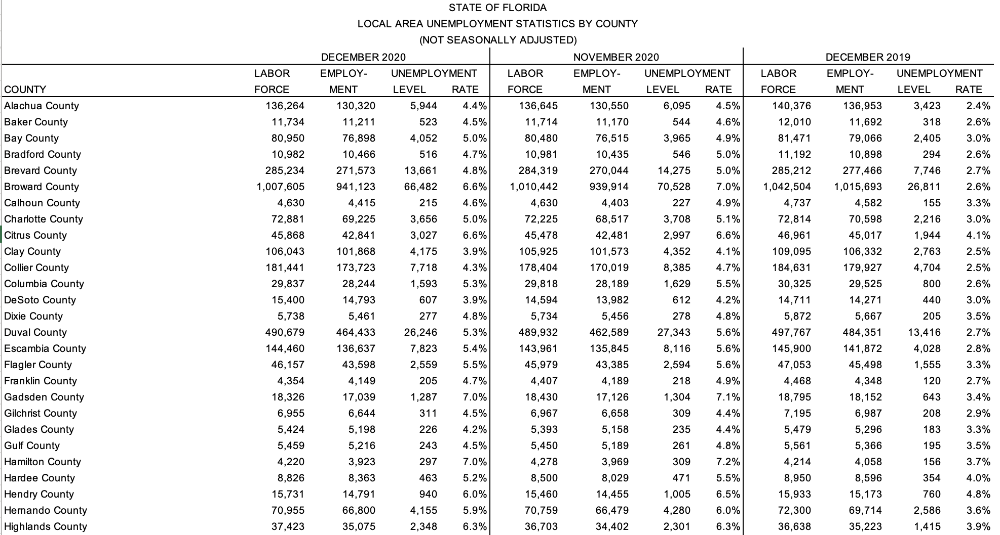 STATE OF FLORIDA
LOCAL AREA UNEMPLOYMENT STATISTICS BY COUNTY
(NOT SEASONALLY ADJUSTED)
DECEMBER 2020 NOVEMBER 2020 DECEMBER 2019
LABOR EMPLOY- UNEMPLOYMENT LABOR EMPLOY- UNEMPLOYMENT LABOR EMPLOY- UNEMPLOYMENT
COUNTY FORCE MENT LEVEL RATE FORCE MENT LEVEL RATE FORCE MENT LEVEL RATE
Alachua County 136,264 130,320 5,944 4.4% 136,645 130,550 6,095 4.5% 140,376 136,953 3,423 2.4%
Baker County 11,734 11,211 523 4.5% 11,714 11,170 544 4.6% 12,010 11,692 318 2.6%
Bay County 80,950 76,898 4,052 5.0% 80,480 76,515 3,965 4.9% 81,471 79,066 2,405 3.0%
Bradford County 10,982 10,466 516 4.7% 10,981 10,435 546 5.0% 11,192 10,898 294 2.6%
Brevard County 285,234 271,573 13,661 4.8% 284,319 270,044 14,275 5.0% 285,212 277,466 7,746 2.7%
Broward County 1,007,605 941,123 66,482 6.6% 1,010,442 939,914 70,528 7.0% 1,042,504 1,015,693 26,811 2.6%
Calhoun County 4,630 4,415 215 4.6% 4,630 4,403 227 4.9% 4,737 4,582 155 3.3%
Charlotte County 72,881 69,225 3,656 5.0% 72,225 68,517 3,708 5.1% 72,814 70,598 2,216 3.0%
Citrus County 45,868 42,841 3,027 6.6% 45,478 42,481 2,997 6.6% 46,961 45,017 1,944 4.1%
Clay County 106,043 101,868 4,175 3.9% 105,925 101,573 4,352 4.1% 109,095 106,332 2,763 2.5%
Collier County 181,441 173,723 7,718 4.3% 178,404 170,019 8,385 4.7% 184,631 179,927 4,704 2.5%
Columbia County 29,837 28,244 1,593 5.3% 29,818 28,189 1,629 5.5% 30,325 29,525 800 2.6%
DeSoto County 15,400 14,793 607 3.9% 14,594 13,982 612 4.2% 14,711 14,271 440 3.0%
Dixie County 5,738 5,461 277 4.8% 5,734 5,456 278 4.8% 5,872 5,667 205 3.5%
Duval County 490,679 464,433 26,246 5.3% 489,932 462,589 27,343 5.6% 497,767 484,351 13,416 2.7%
Escambia County 144,460 136,637 7,823 5.4% 143,961 135,845 8,116 5.6% 145,900 141,872 4,028 2.8%
Flagler County 46,157 43,598 2,559 5.5% 45,979 43,385 2,594 5.6% 47,053 45,498 1,555 3.3%
Franklin County 4,354 4,149 205 4.7% 4,407 4,189 218 4.9% 4,468 4,348 120 2.7%
Gadsden County 18,326 17,039 1,287 7.0% 18,430 17,126 1,304 7.1% 18,795 18,152 643 3.4%
Gilchrist County 6,955 6,644 311 4.5% 6,967 6,658 309 4.4% 7,195 6,987 208 2.9%
Glades County 5,424 5,198 226 4.2% 5,393 5,158 235 4.4% 5,479 5,296 183 3.3%
Gulf County 5,459 5,216 243 4.5% 5,450 5,189 261 4.8% 5,561 5,366 195 3.5%
Hamilton County 4,220 3,923 297 7.0% 4,278 3,969 309 7.2% 4,214 4,058 156 3.7%
Hardee County 8,826 8,363 463 5.2% 8,500 8,029 471 5.5% 8,950 8,596 354 4.0%
Hendry County 15,731 14,791 940 6.0% 15,460 14,455 1,005 6.5% 15,933 15,173 760 4.8%
Hernando County 70,955 66,800 4,155 5.9% 70,759 66,479 4,280 6.0% 72,300 69,714 2,586 3.6%
Highlands County 37,423 35,075 2,348 6.3% 36,703 34,402 2,301 6.3% 36,638 35,223 1,415 3.9%